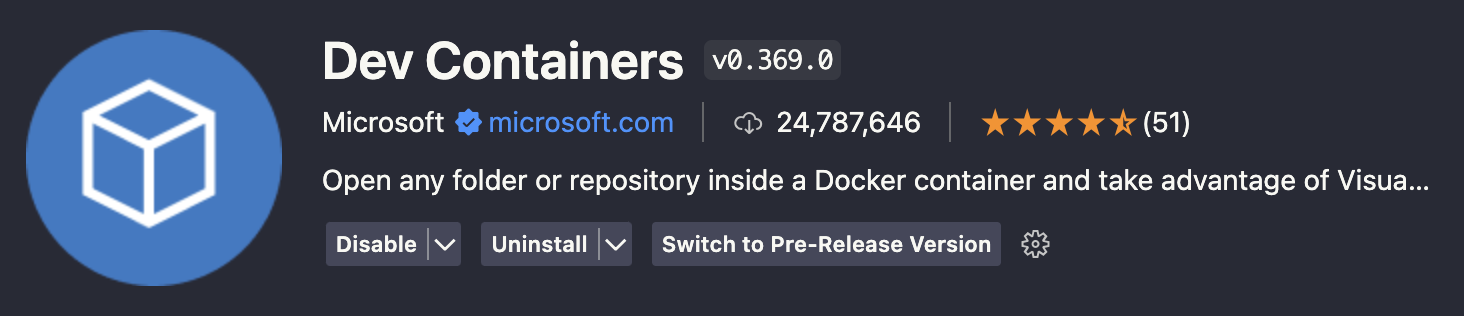 Dev Containers v0.369.0
Microsoft microsoft.com 24,787,646 (51)
Open any folder or repository inside a Docker container and take advantage of Visua...
Disable Uninstall Switch to Pre-Release Version